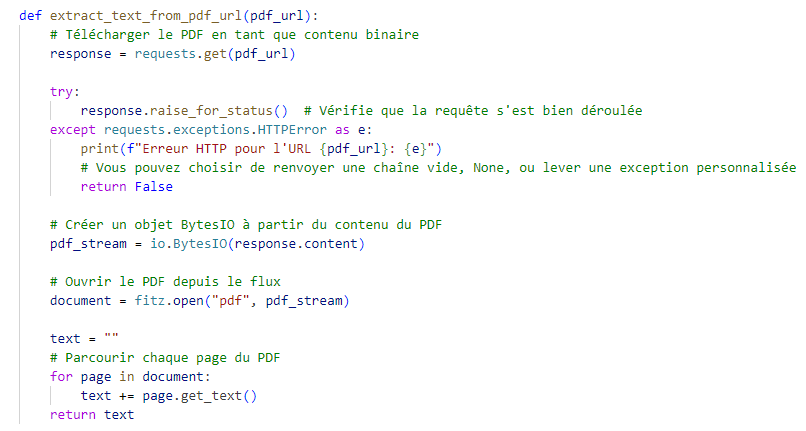 def extract_text_from_pdf_url(pdf_url):
# Télécharger le PDF en tant que contenu binaire
response = requests.get(pdf_url)
try:
response.raise_for_status()  # Vérifie que la requête s'est bien déroulée
except requests.exceptions.HTTPError as e:
print(f"Erreur HTTP pour l'URL {pdf_url}: {e}")
# Vous pouvez choisir de renvoyer une chaîne vide, None, ou lever une exception personnalisée
return False
# Créer un objet BytesIO à partir du contenu du PDF
pdf_stream = io.BytesIO(response.content)
# Ouvrir le PDF depuis le flux
document = fitz.open("pdf", pdf_stream)
text = ""
# Parcourir chaque page du PDF
for page in document:
text += page.get_text()
return text